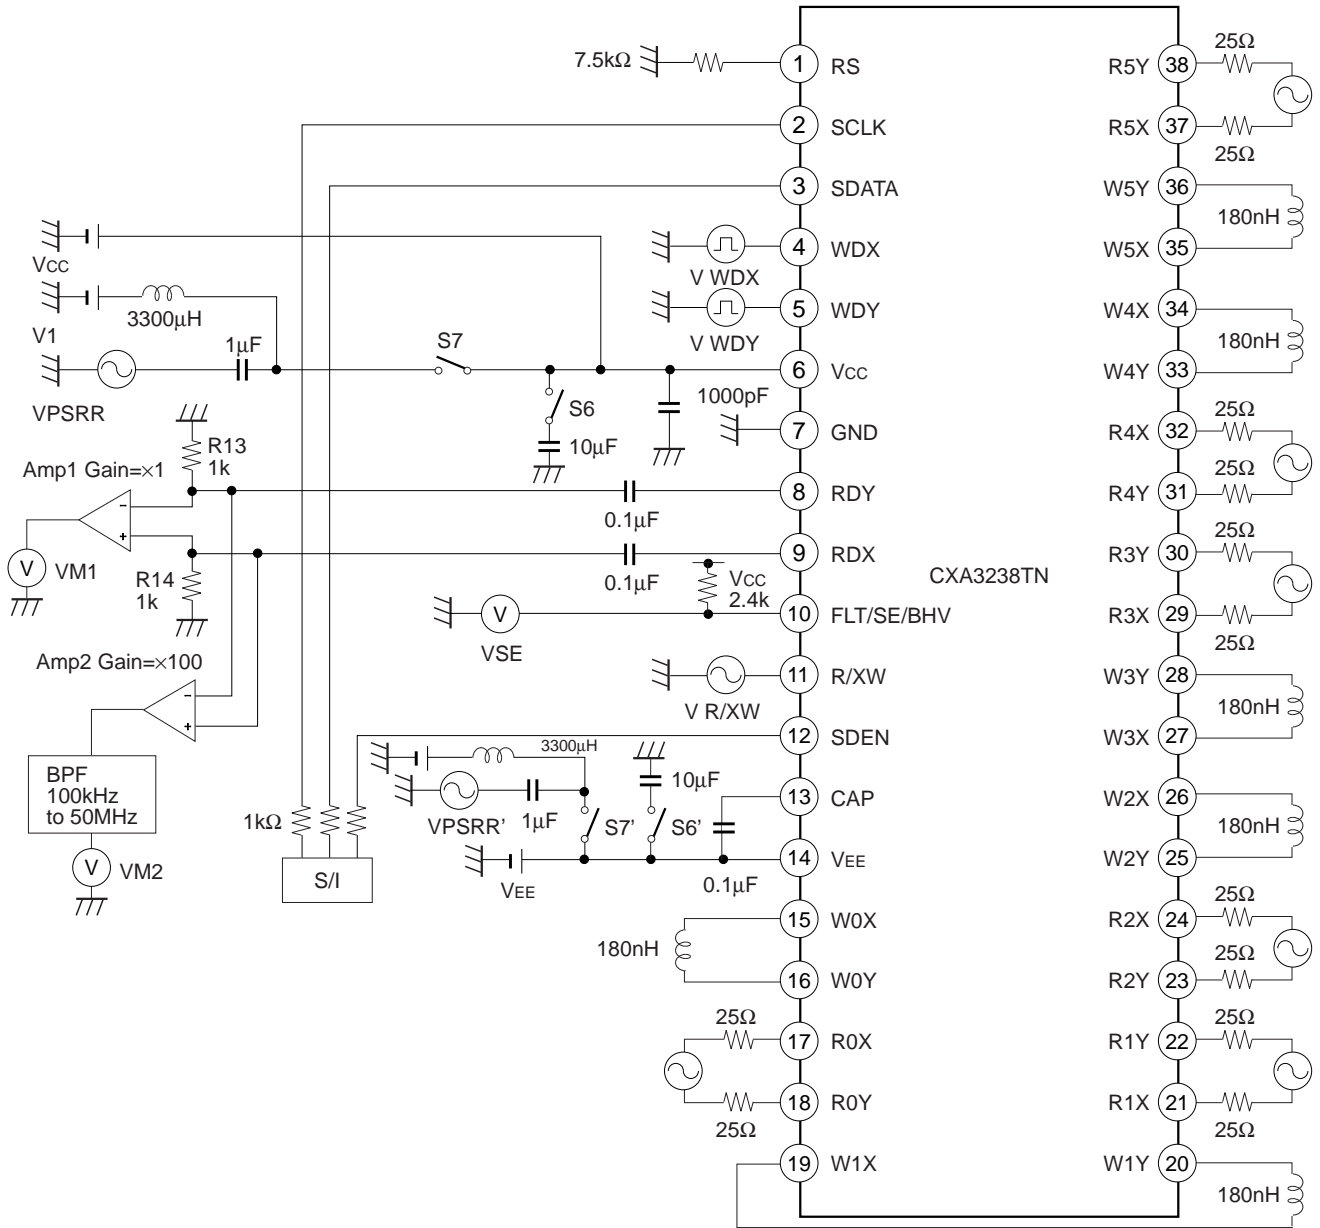 7.5kΩ
1 RS
2 SCLK
3 SDATA
VCC
4 WDX
V WDX
3300μH
V1
5 WDY
V WDY
1μF
S7
6 VCC
VPSRR
S6
1000pF
10μF
7 GND
R13
1k
Amp1 Gain=×1
8 RDY
0.1μF
- +
9 RDX
0.1μF
V VM1
R14
1k
VCC
2.4k
10 FLT/SE/BHV
V
VSE
Amp2 Gain=×100
11 R/XW
V R/XW
- +
12 SDEN
3300μH
BPF
100kHz
to 50MHz
10μF
13 CAP
1kΩ
VPSRR'
1μF
S7'
S6'
V VM2
14 VEE
VEE
0.1μF
S/I
15 W0X
180nH
16 W0Y
25Ω
17 R0X
18 R0Y
25Ω
19 W1X
CXA3238TN
25Ω
R5Y 38
R5X 37
25Ω
W5Y 36
180nH
W5X 35
W4X 34
180nH
W4Y 33
25Ω
R4X 32
25Ω
R4Y 31
25Ω
R3Y 30
R3X 29
25Ω
W3Y 28
180nH
W3X 27
W2X 26
180nH
W2Y 25
25Ω
R2X 24
25Ω
R2Y 23
25Ω
R1Y 22
R1X 21
25Ω
W1Y 20
180nH